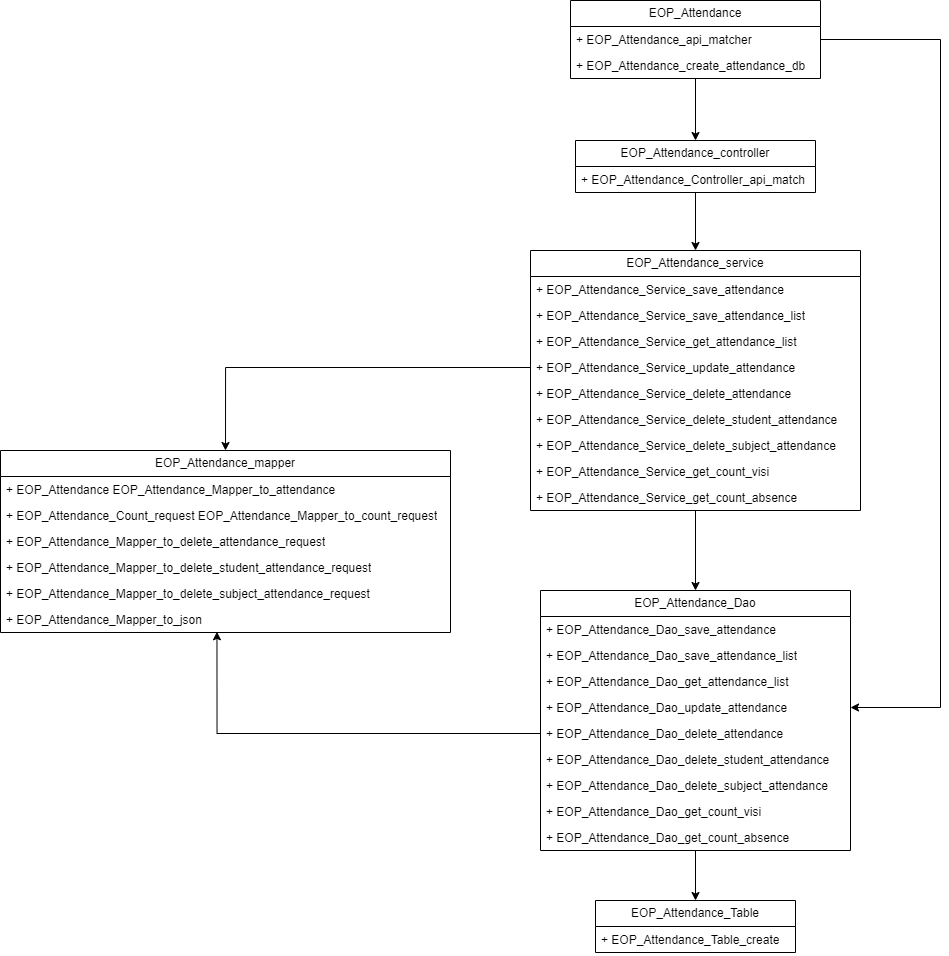 EOP_Attendance
+ EOP_Attendance_api_matcher
+ EOP_Attendance_create_attendance_db
EOP_Attendance_controller
+ EOP_Attendance_Controller_api_match
EOP_Attendance_service
+ EOP_Attendance_Service_save_attendance
+ EOP_Attendance_Service_save_attendance_list
+ EOP_Attendance_Service_get_attendance_list
+ EOP_Attendance_Service_update_attendance
+ EOP_Attendance_Service_delete_attendance
+ EOP_Attendance_Service_delete_student_attendance
+ EOP_Attendance_Service_delete_subject_attendance
+ EOP_Attendance_Service_get_count_visi
+ EOP_Attendance_Service_get_count_absence
EOP_Attendance_mapper
+ EOP_Attendance EOP_Attendance_Mapper_to_attendance
+ EOP_Attendance_Count_request EOP_Attendance_Mapper_to_count_request
+ EOP_Attendance_Mapper_to_delete_attendance_request
+ EOP_Attendance_Mapper_to_delete_student_attendance_request
+ EOP_Attendance_Mapper_to_delete_subject_attendance_request
+ EOP_Attendance_Mapper_to_json
EOP_Attendance_Dao
+ EOP_Attendance_Dao_save_attendance
+ EOP_Attendance_Dao_save_attendance_list
+ EOP_Attendance_Dao_get_attendance_list
+ EOP_Attendance_Dao_update_attendance
+ EOP_Attendance_Dao_delete_attendance
+ EOP_Attendance_Dao_delete_student_attendance
+ EOP_Attendance_Dao_delete_subject_attendance
+ EOP_Attendance_Dao_get_count_visi
+ EOP_Attendance_Dao_get_count_absence
EOP_Attendance_Table
+ EOP_Attendance_Table_create